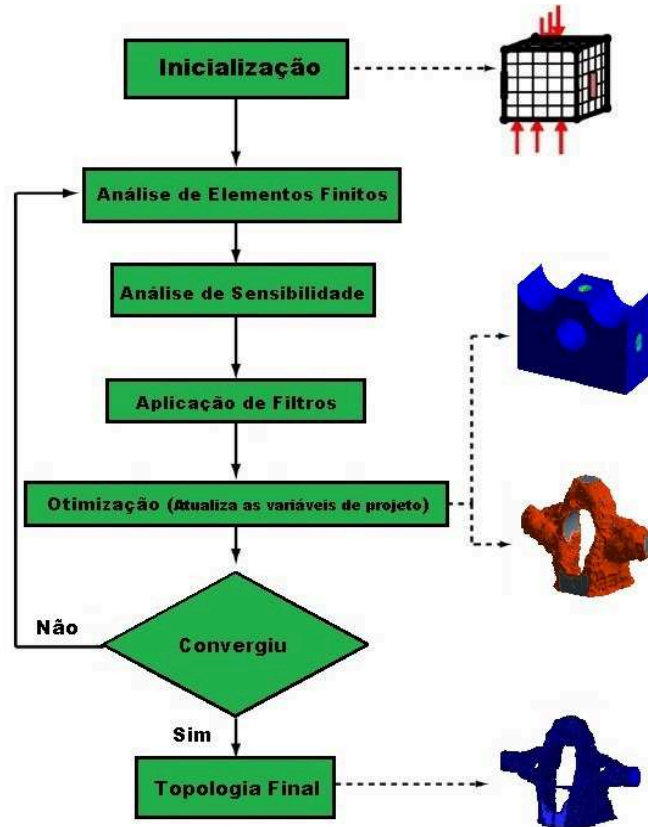 Inicialização
Análise de Elementos Finitos
Análise de Sensibilidade
Aplicação de Filtros
Otimização (Atualiza as variáveis de projeto)
Não
Convergiu
Sim
Topologia Final